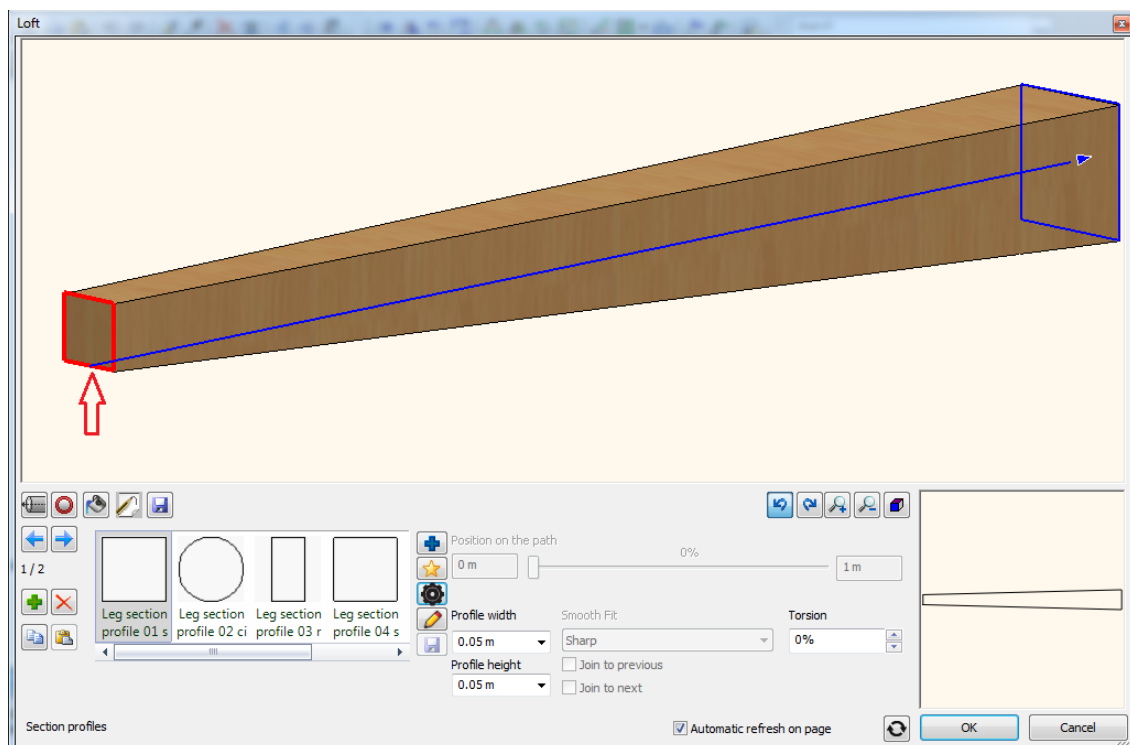 Loft
1 / 2
Leg section
profile 01 s
Leg section
profile 02 ci
Leg section
profile 03 r
Leg section
profile 04 s
Position on the path
0 m
0%
1 m
Profile width
Smooth Fit
Torsion
0.05 m
Sharp
0%
Profile height
Join to previous
0.05 m
Join to next
Section profiles
Automatic refresh on page
OK
Cancel